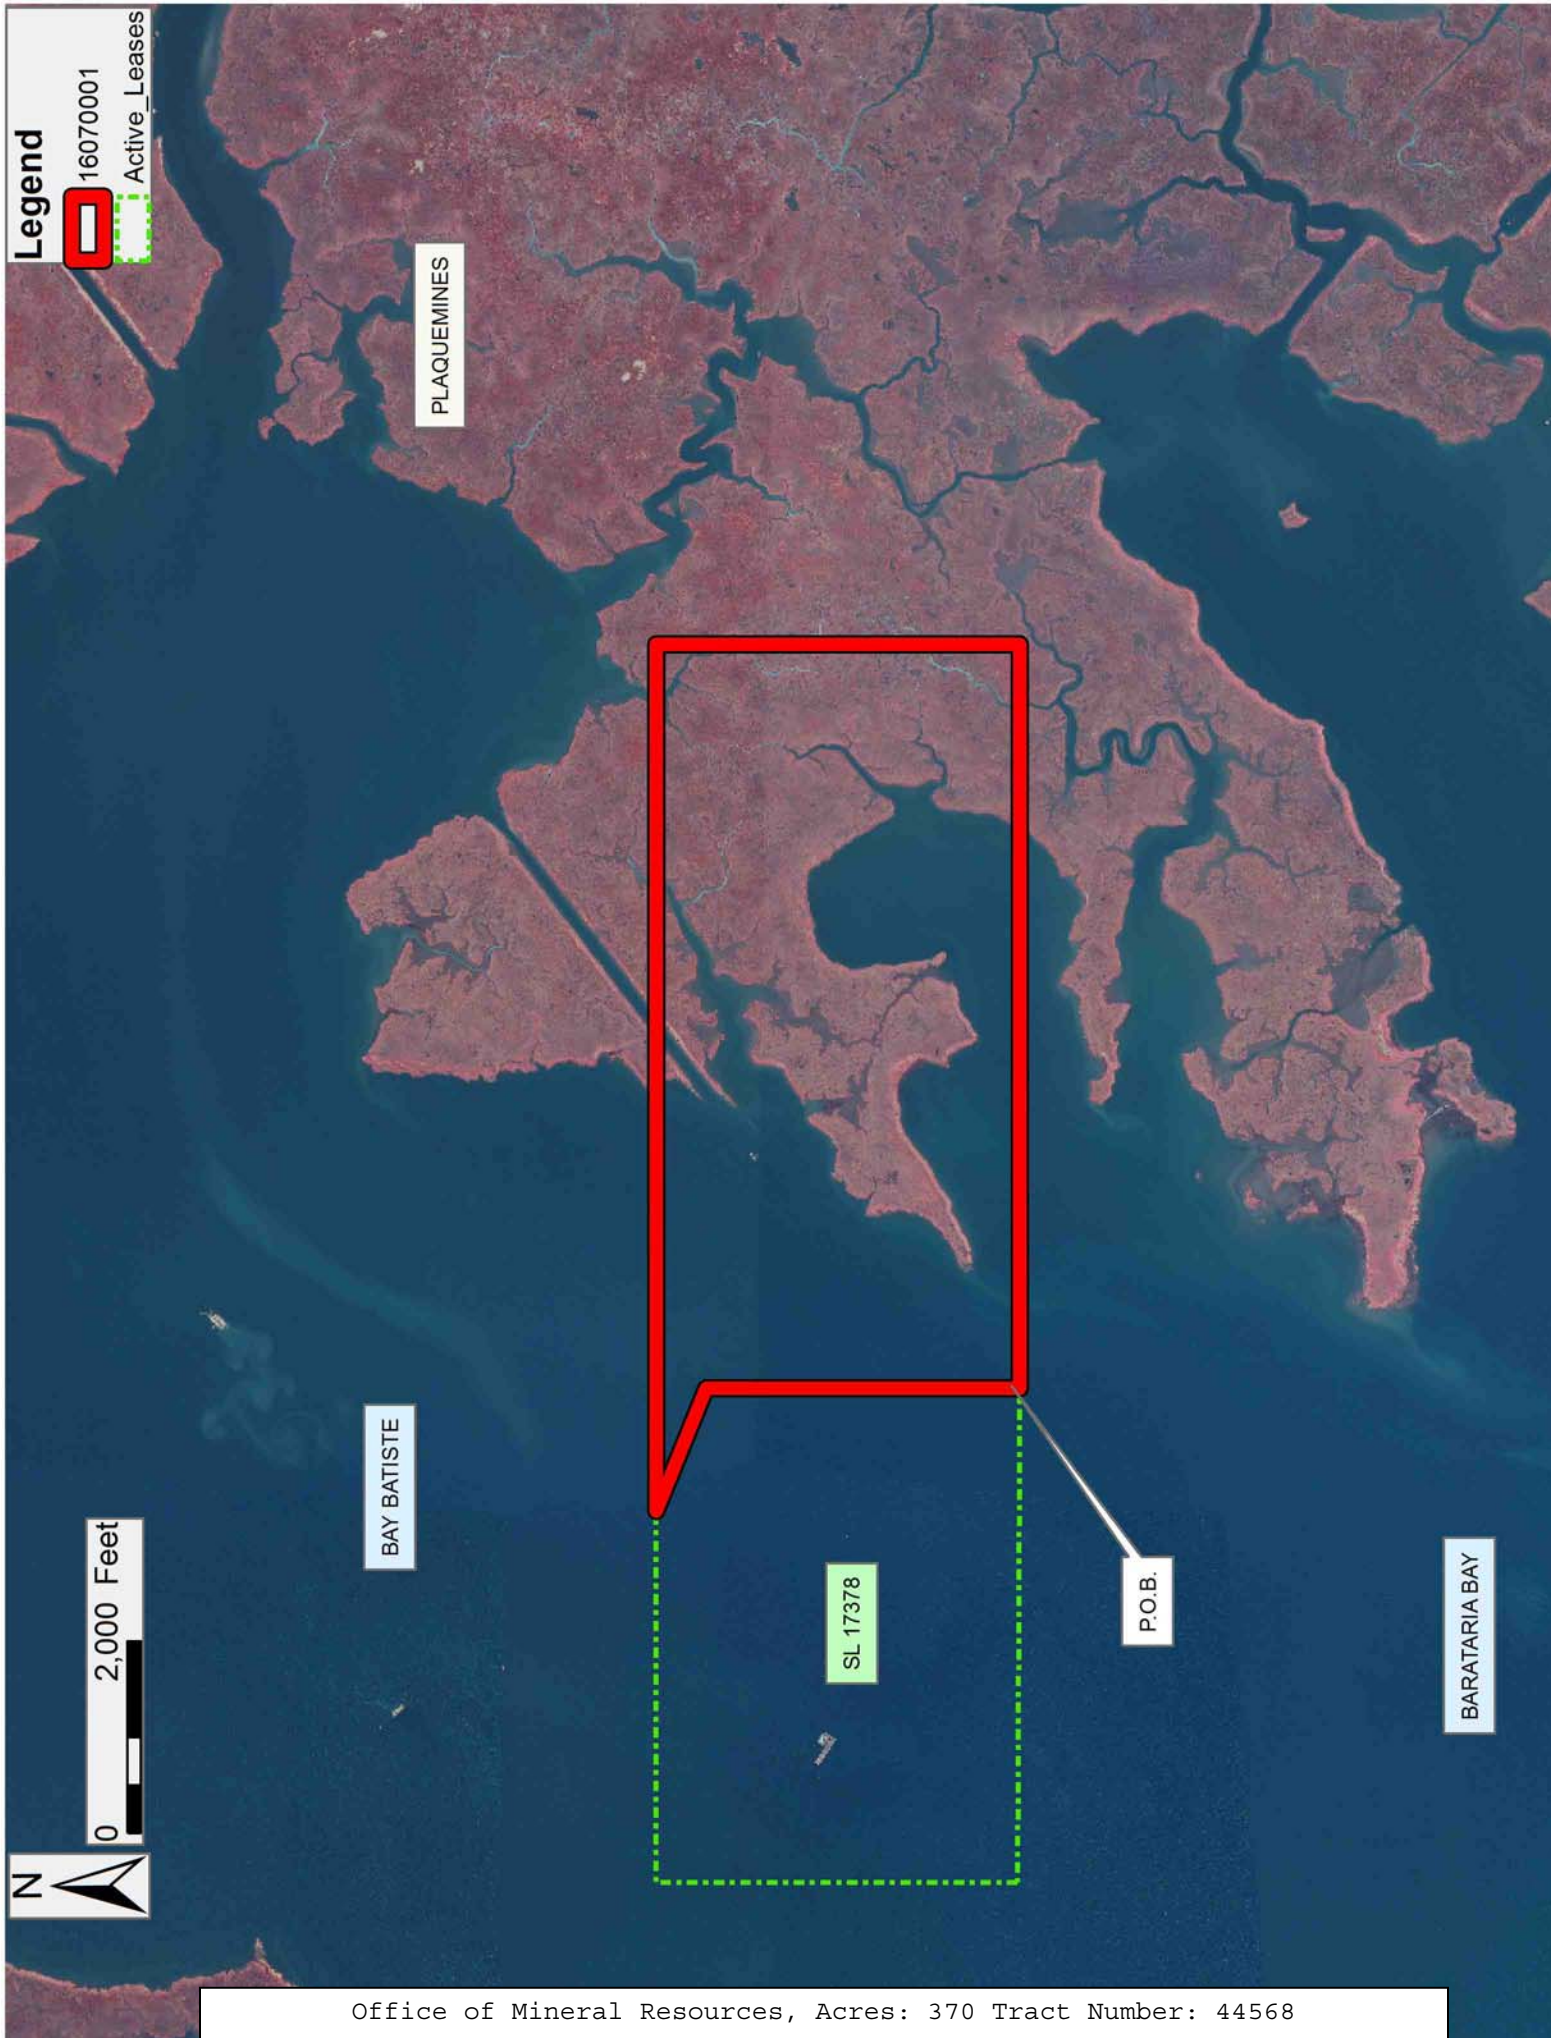 Legend
16070001
Active_Leases
N
0 2,000 Feet
PLAQUEMINES
BAY BATISTE
SL 17378
P.O.B.
BARATARIA BAY
Office of Mineral Resources, Acres: 370 Tract Number: 44568